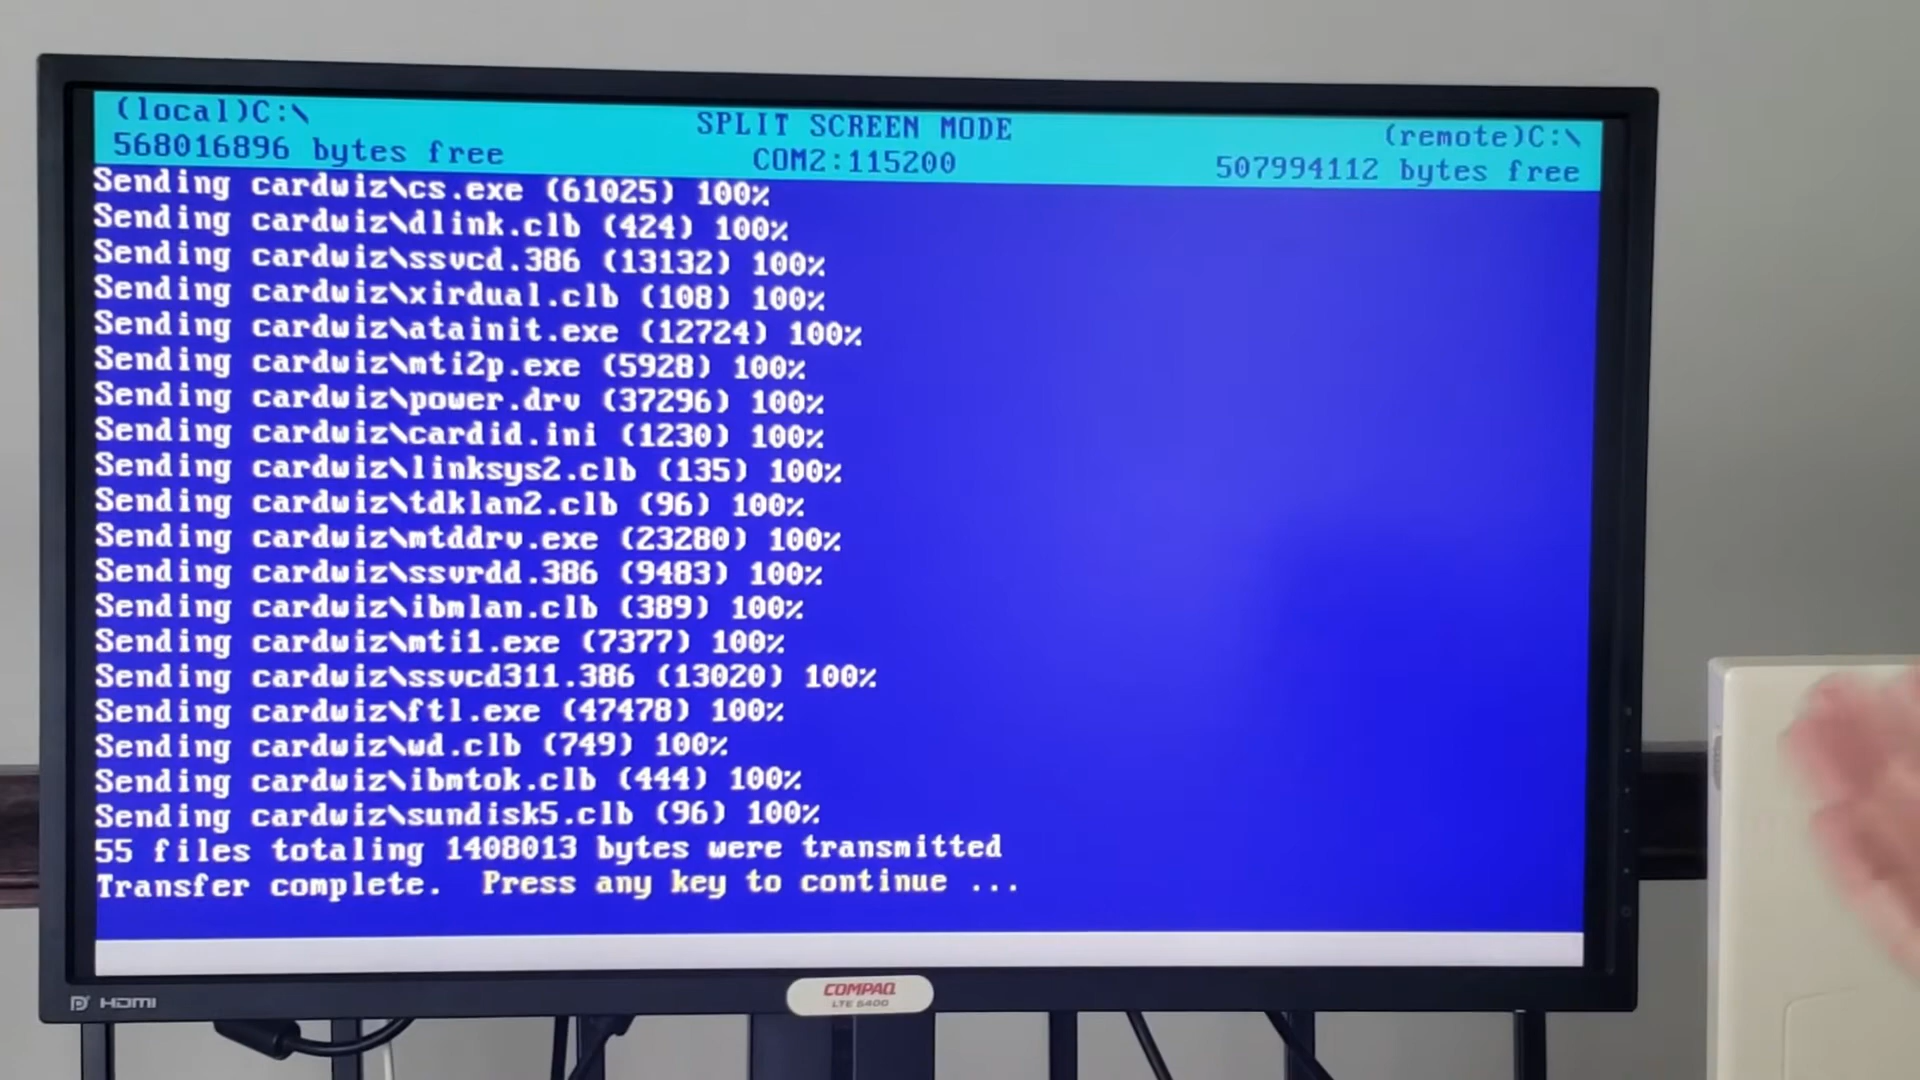 (local)C:\
SPLIT SCREEN MODE
(remote)C:\
568016896 bytes free
COM2:115200
507994112 bytes free
Sending cardwiz\cs.exe (61025) 100%
Sending cardwiz\dlink.clb (424) 100%
Sending cardwiz\ssvcd.386 (13132) 100%
Sending cardwiz\xirdual.clb (108) 100%
Sending cardwiz\atainit.exe (12724) 100%
Sending cardwiz\mti2p.exe (5928) 100%
Sending cardwiz\power.drv (37296) 100%
Sending cardwiz\cardid.ini (1230) 100%
Sending cardwiz\linksys2.clb (135) 100%
Sending cardwiz\tdklan2.clb (96) 100%
Sending cardwiz\mtddrv.exe (23280) 100%
Sending cardwiz\ssvrdd.386 (9483) 100%
Sending cardwiz\ibmlan.clb (389) 100%
Sending cardwiz\mti1.exe (7377) 100%
Sending cardwiz\ssvcd311.386 (13020) 100%
Sending cardwiz\ftl.exe (47478) 100%
Sending cardwiz\wd.clb (749) 100%
Sending cardwiz\ibmtok.clb (444) 100%
Sending cardwiz\sundisk5.clb (96) 100%
55 files totaling 1408013 bytes were transmitted
Transfer complete.  Press any key to continue ...
HDMI
COMPAQ
LTE 5400